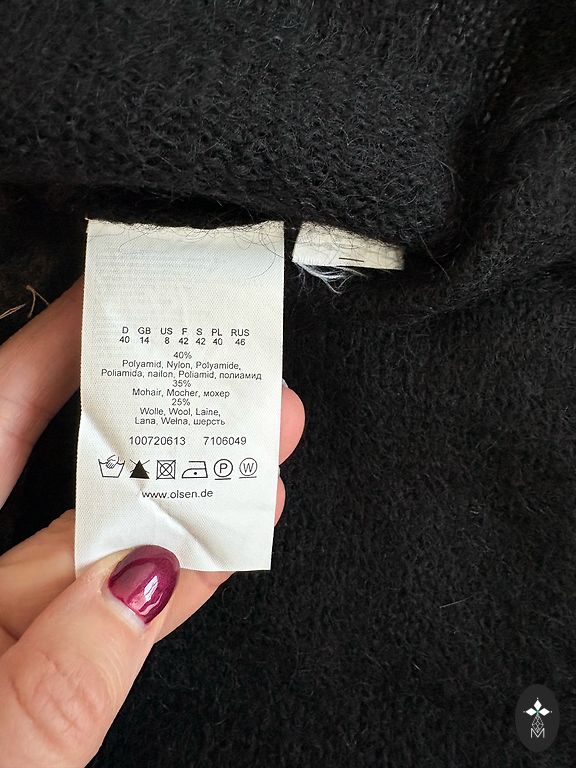 D GB US F S PL RUS
40 14 8 42 42 40 46
40%
Polyamid, Nylon, Polyamide,
Poliamida, nailon, Poliamid, полиамид
35%
Mohair, Mocher, мохер
25%
Wolle, Wool, Laine,
Lana, Wełna, шерсть
100720613 7106049
P W
www.olsen.de
M